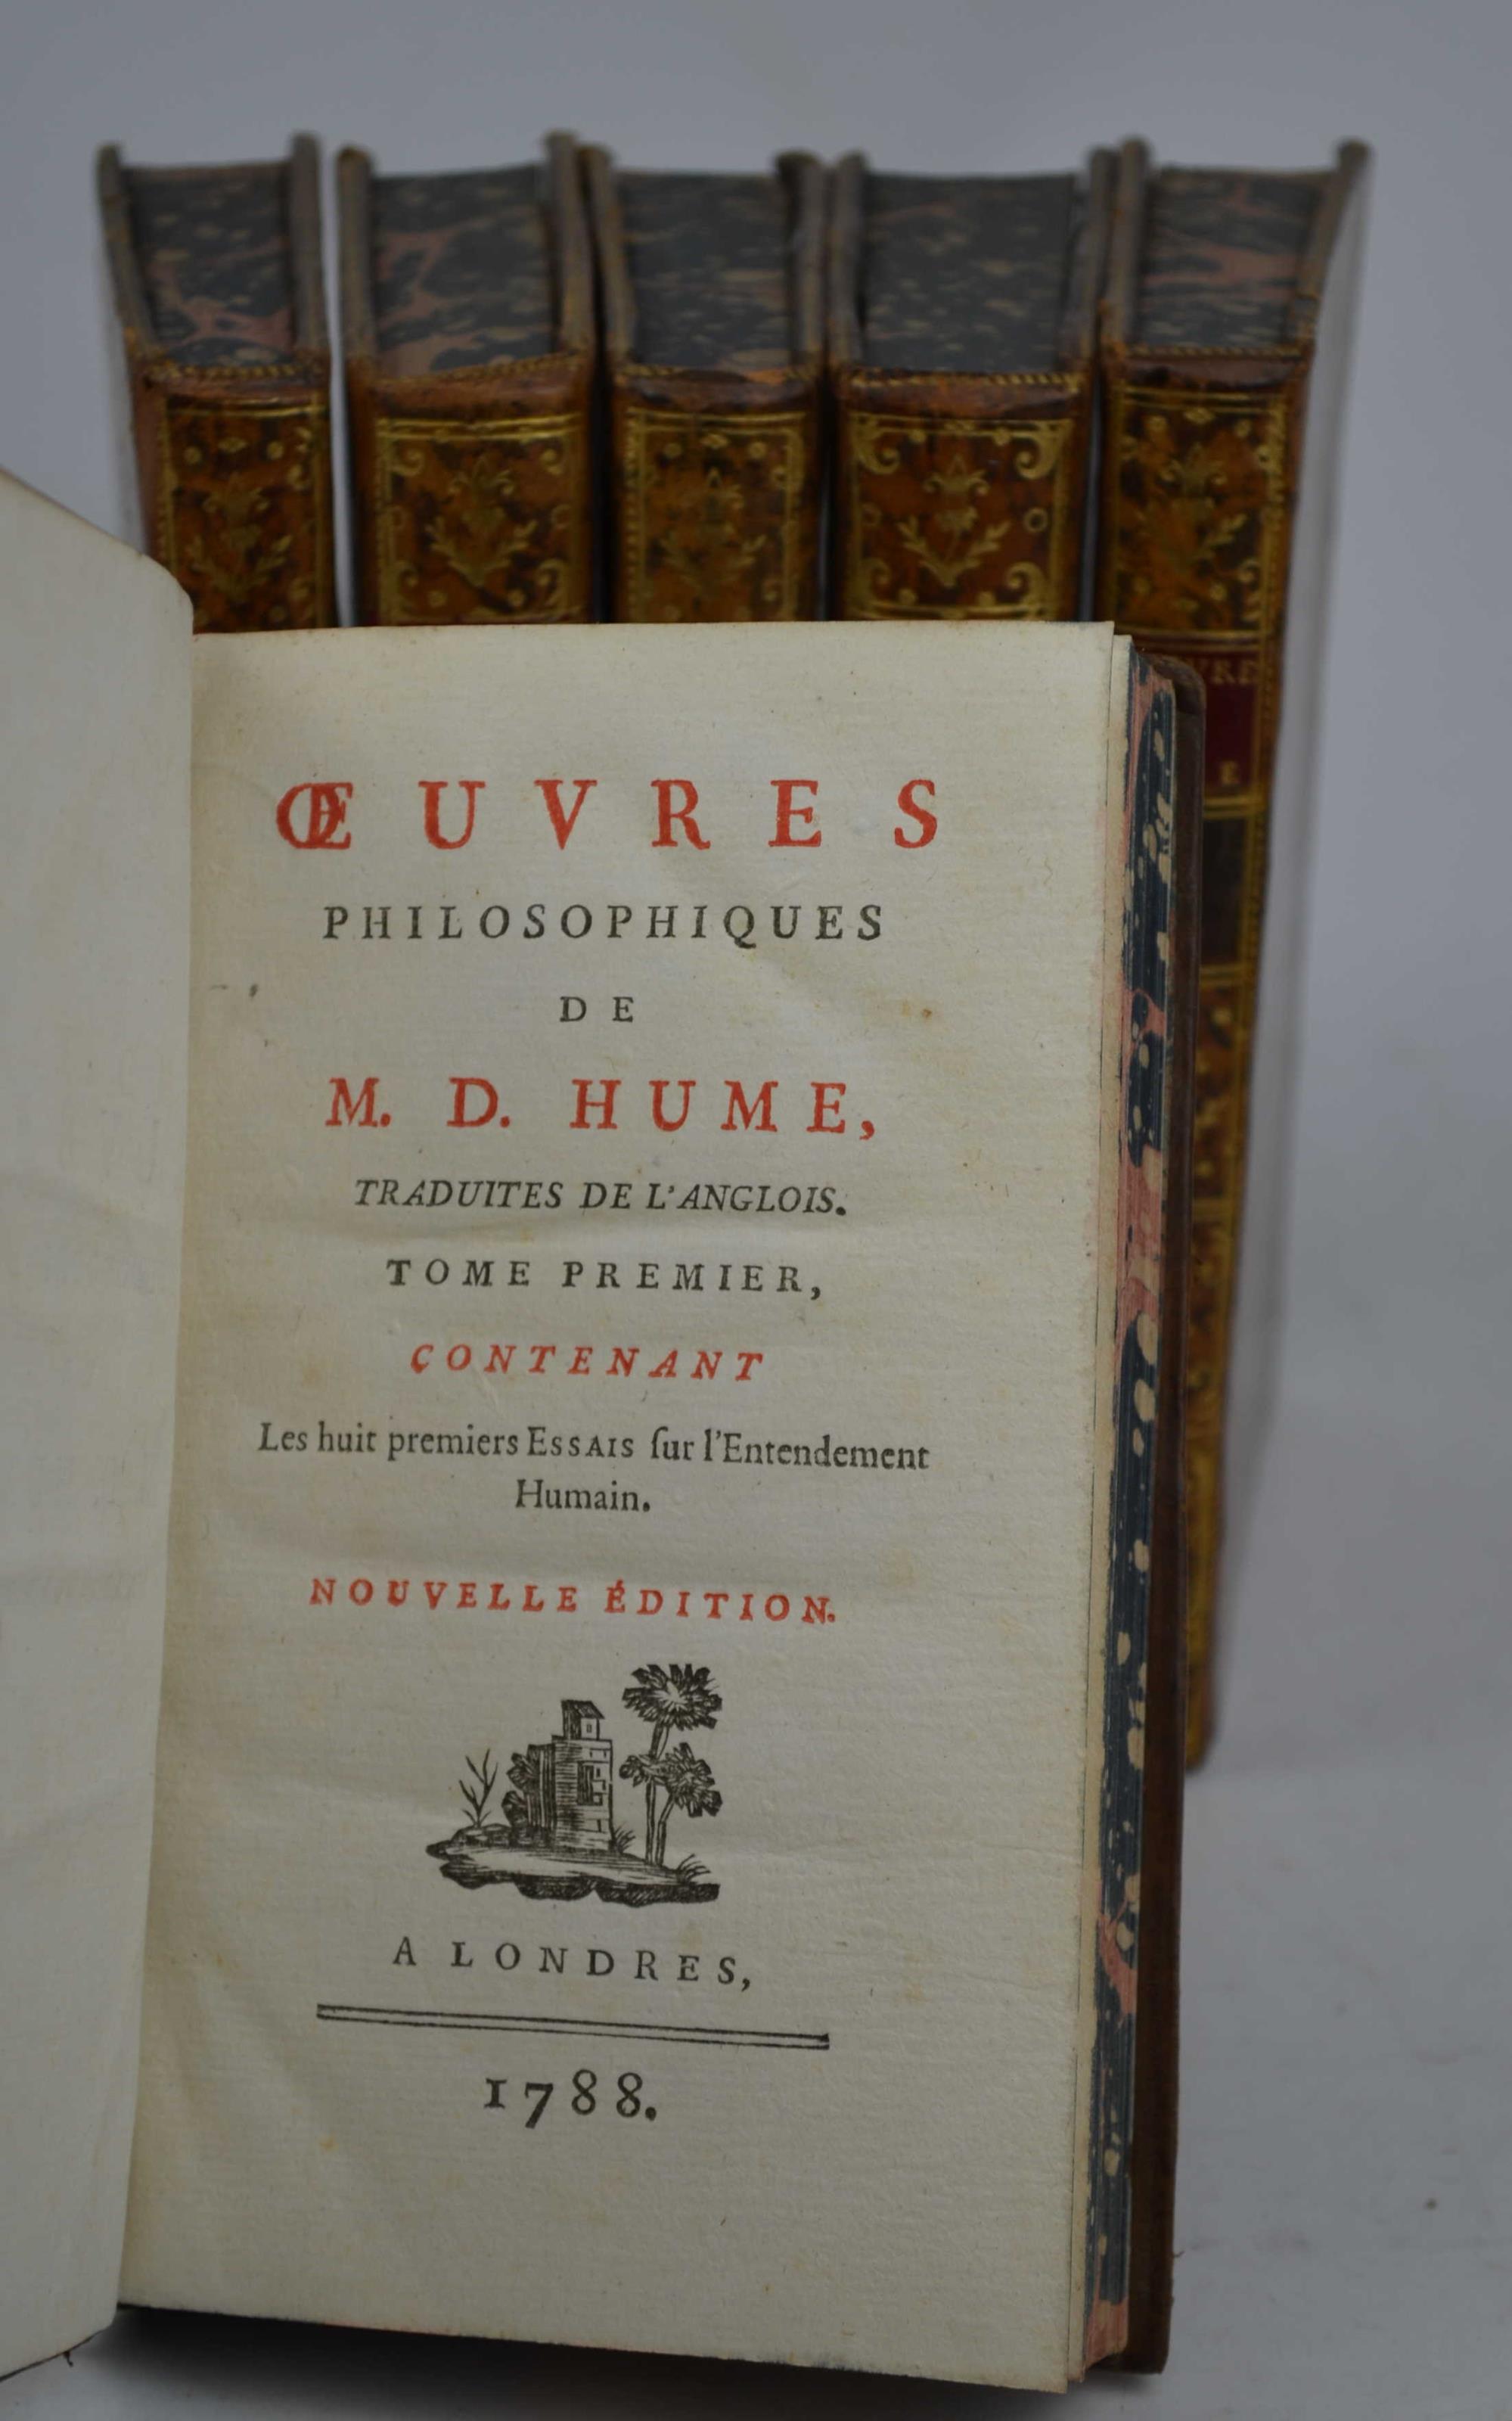 ŒUVRES
PHILOSOPHIQUES
DE
M. D. HUME,
TRADUITES DE L'ANGLOIS.
TOME PREMIER,
CONTENANT
Les huit premiers ESSAIS ſur l'Entendement
Humain.
NOUVELLE ÉDITION.
A LONDRES,
1788.